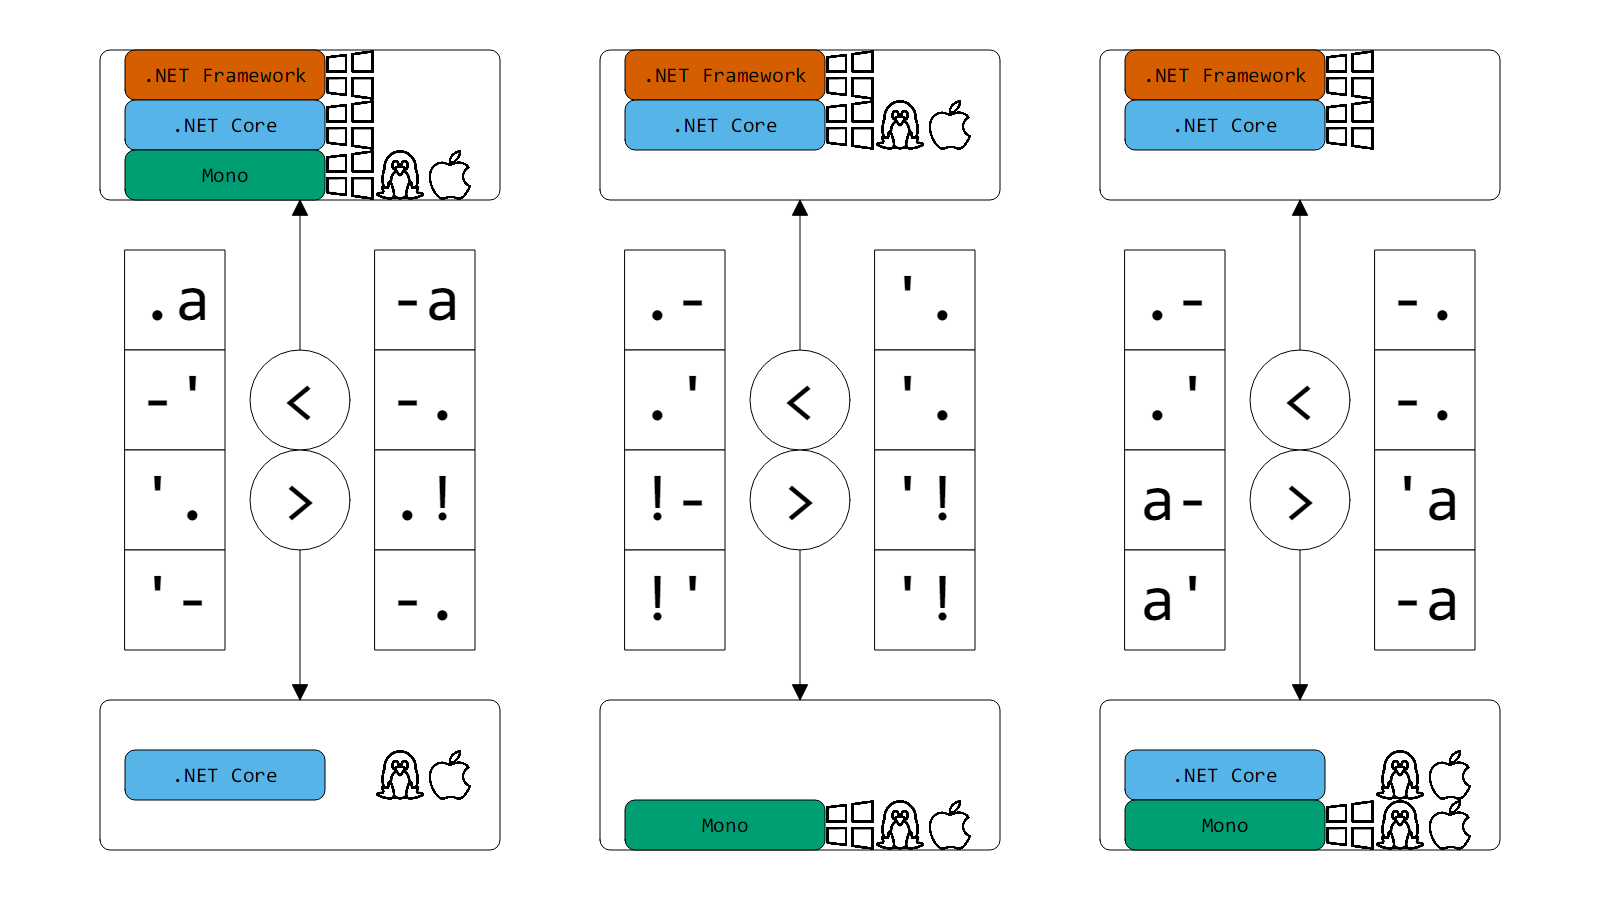 .NET Framework
.NET Core
Mono
.a < -a
-' > -.
'. .!
'- -.
.NET Core
.NET Framework
.NET Core
.- < '.
.' > '.
!- '!
!' '!
Mono
.NET Framework
.NET Core
.- < -.
.' > -.
a- 'a
a' -a
.NET Core
Mono